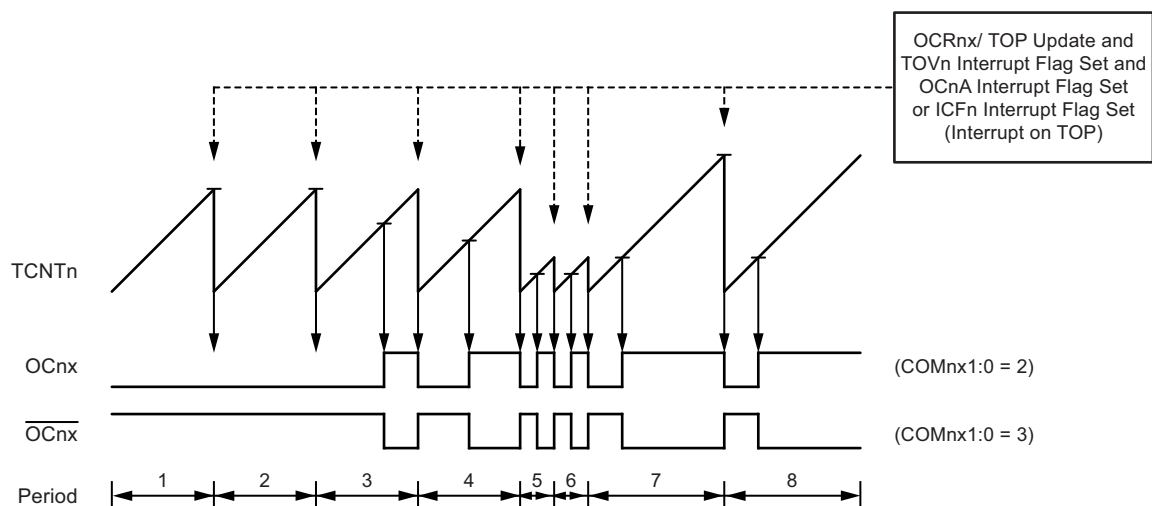 OCRnx/ TOP Update and
TOVn Interrupt Flag Set and
OCnA Interrupt Flag Set
or ICFn Interrupt Flag Set
(Interrupt on TOP)
TCNTn
OCnx
(COMnx1:0 = 2)
OCnx
(COMnx1:0 = 3)
Period
1 2 3 4 5 6 7 8